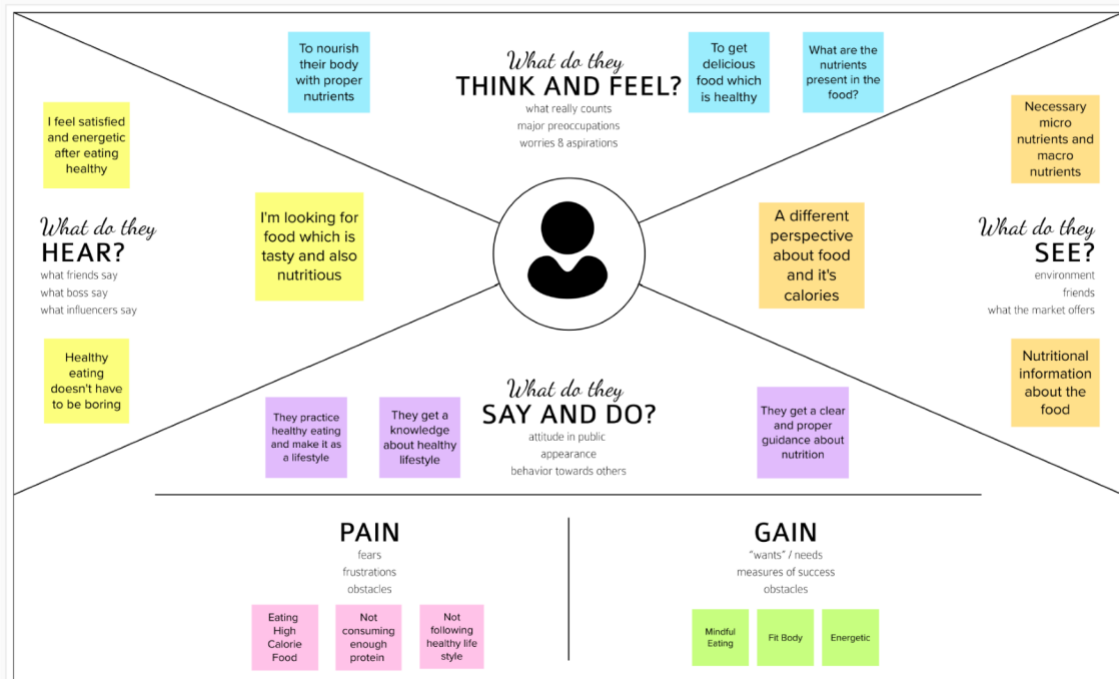 To nourish
their body
with proper
nutrients
What do they
THINK AND FEEL?
what really counts
major preoccupations
worries & aspirations
To get
delicious
food which
is healthy
What are the
nutrients
present in the
food?
I feel satisfied
and energetic
after eating
healthy
What do they
HEAR?
what friends say
what boss say
what influencers say
I'm looking for
food which is
tasty and also
nutritious
Healthy
eating
doesn't have
to be boring
A different
perspective
about food
and it's
calories
Necessary
micro
nutrients and
macro
nutrients
What do they
SEE?
environment
friends
what the market offers
Nutritional
information
about the
food
What do they
SAY AND DO?
attitude in public
appearance
behavior towards others
They practice
healthy eating
and make it as
a lifestyle
They get a
knowledge
about healthy
lifestyle
They get a clear
and proper
guidance about
nutrition
PAIN
fears
frustrations
obstacles
Eating
High
Calorie
Food
Not
consuming
enough
protein
Not
following
healthy life
style
GAIN
"wants" / needs
measures of success
obstacles
Mindful
Eating
Fit Body
Energetic